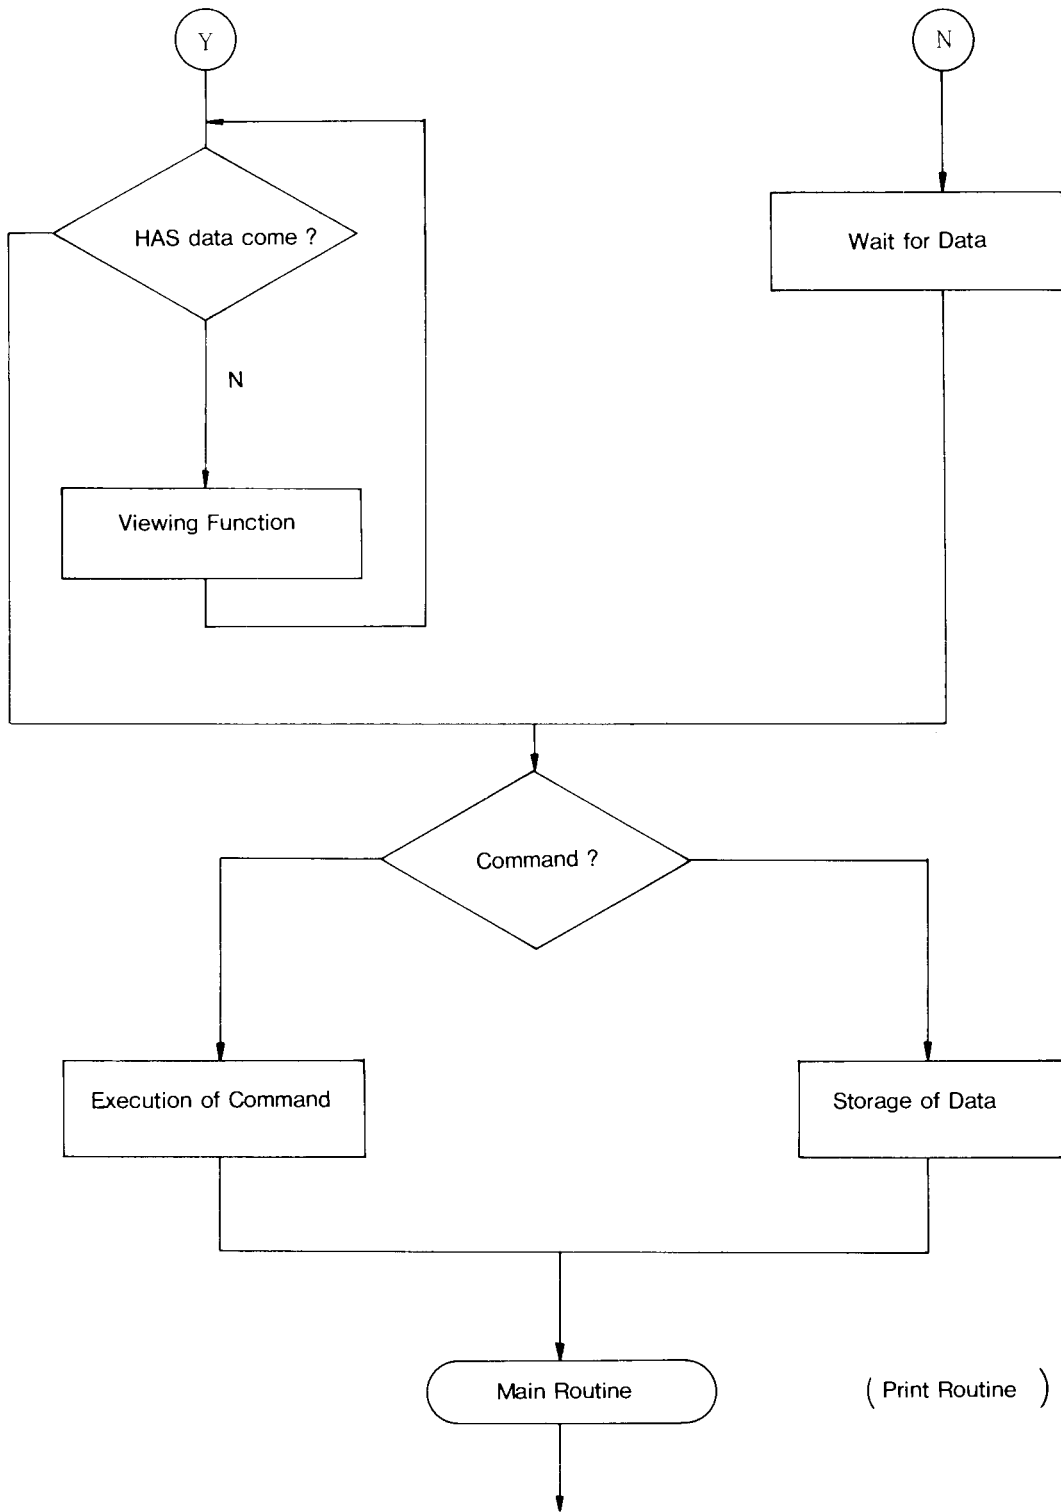 Y
N
HAS data come ?
Wait for Data
N
Viewing Function
Command ?
Execution of Command
Storage of Data
Main Routine
( Print Routine )